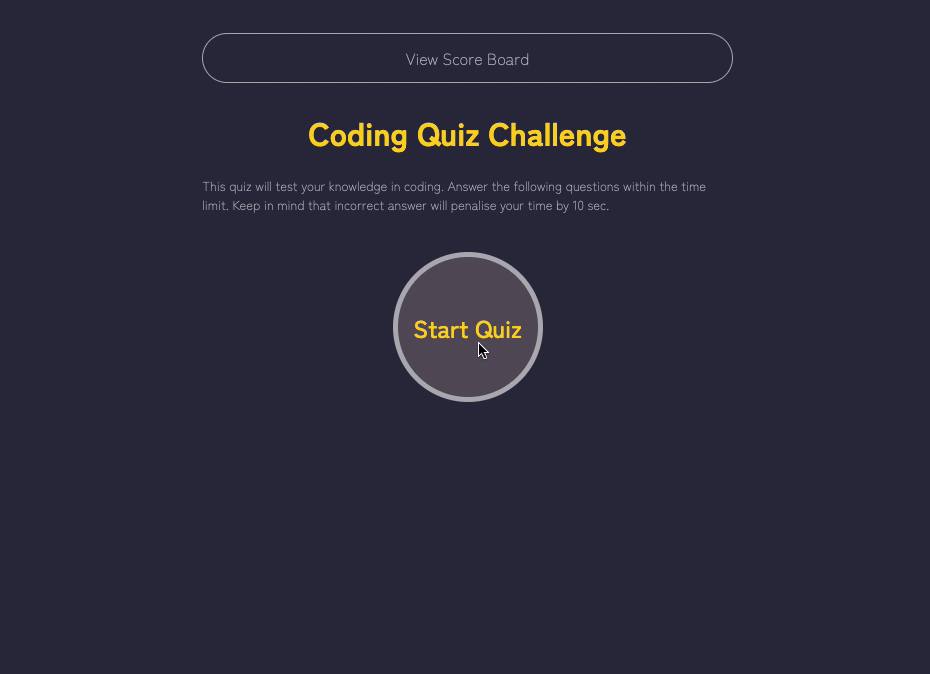 View Score Board
Coding Quiz Challenge
This quiz will test your knowledge in coding. Answer the following questions within the time
limit. Keep in mind that incorrect answer will penalise your time by 10 sec.
Start Quiz